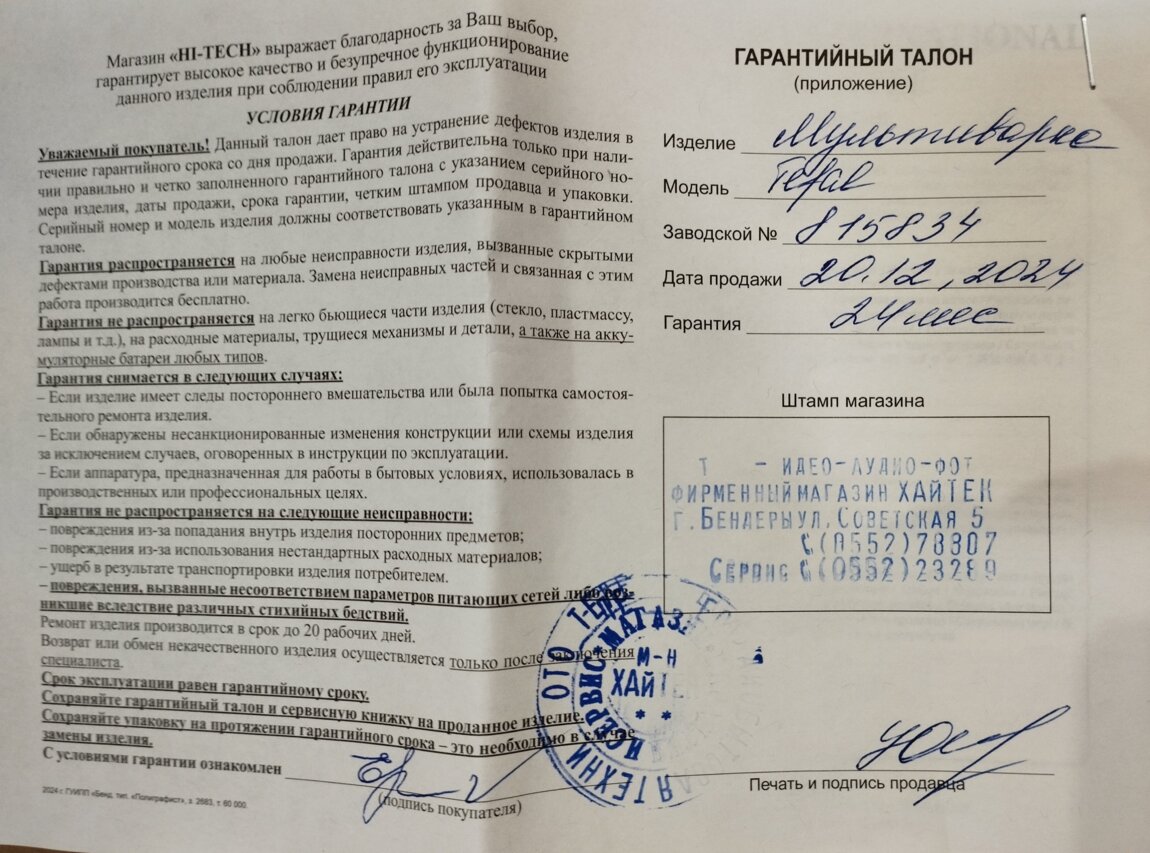 Магазин «HI-TECH» выражает благодарность за Ваш выбор,
гарантирует высокое качество и безупречное функционирование
данного изделия при соблюдении правил его эксплуатации
УСЛОВИЯ ГАРАНТИИ
Уважаемый покупатель! Данный талон дает право на устранение дефектов изделия в
течение гарантийного срока со дня продажи. Гарантия действительна только при нали-
чии правильно и четко заполненного гарантийного талона с указанием серийного но-
мера изделия, даты продажи, срока гарантии, четким штампом продавца и упаковки.
Серийный номер и модель изделия должны соответствовать указанным в гарантийном
талоне.
Гарантия распространяется на любые неисправности изделия, вызванные скрытыми
дефектами производства или материала. Замена неисправных частей и связанная с этим
работа производится бесплатно.
Гарантия не распространяется на легко бьющиеся части изделия (стекло, пластмассу,
лампы и т.д.), на расходные материалы, трущиеся механизмы и детали, а также на акку-
муляторные батареи любых типов.
Гарантия снимается в следующих случаях:
– Если изделие имеет следы постороннего вмешательства или была попытка самостоя-
тельного ремонта изделия.
– Если обнаружены несанкционированные изменения конструкции или схемы изделия
за исключением случаев, оговоренных в инструкции по эксплуатации.
– Если аппаратура, предназначенная для работы в бытовых условиях, использовалась в
производственных или профессиональных целях.
Гарантия не распространяется на следующие неисправности:
– повреждения из-за попадания внутрь изделия посторонних предметов;
– повреждения из-за использования нестандартных расходных материалов;
– ущерб в результате транспортировки изделия потребителем.
– повреждения, вызванные несоответствием параметров питающих сетей либо воз-
никшие вследствие различных стихийных бедствий.
Ремонт изделия производится в срок до 20 рабочих дней.
Возврат или обмен некачественного изделия осуществляется только после заключения
специалиста.
Срок эксплуатации равен гарантийному сроку.
Сохраняйте гарантийный талон и сервисную книжку на проданное изделие.
Сохраняйте упаковку на протяжении гарантийного срока – это необходимо в случае
замены изделия.
С условиями гарантии ознакомлен
(подпись покупателя)
2024 г. ГУИПП «Бенд. тип. «Полиграфист», з. 2683, т. 60 000.
ГАРАНТИЙНЫЙ ТАЛОН
(приложение)
Изделие Мультиварка
Модель Tefal
Заводской № 815834
Дата продажи 20.12,2024
Гарантия 24 мес
Штамп магазина
Т - ИДЕО-АУДИО-ФОТ
ФИРМЕННЫЙ МАГАЗИН ХАЙТЕК
Г. БЕНДЕРЫ УЛ. СОВЕТСКАЯ 5
(0552)78307
СЕРВИС (0552)23289
М-Н
ХАЙТЕ
* *
Печать и подпись продавца